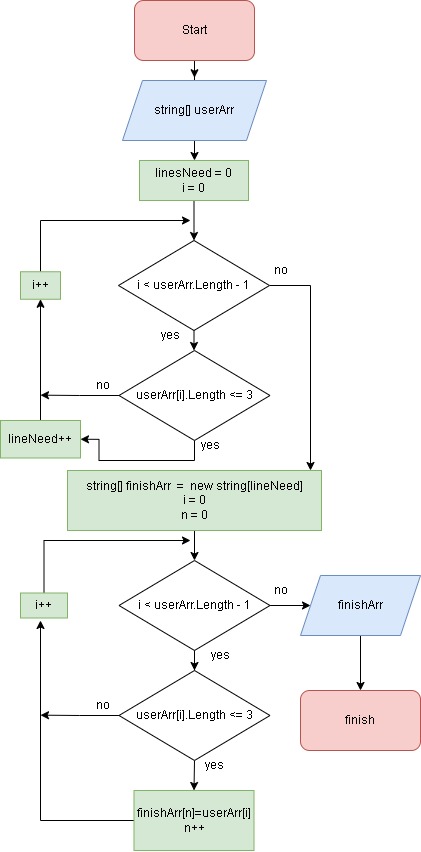 Start
string[] userArr
linesNeed = 0
i = 0
i < userArr.Length - 1
no
i++
yes
userArr[i].Length <= 3
no
yes
lineNeed++
string[] finishArr = new string[lineNeed]
i = 0
n = 0
i < userArr.Length - 1
no
finishArr
i++
yes
userArr[i].Length <= 3
no
finish
yes
finishArr[n]=userArr[i]
n++